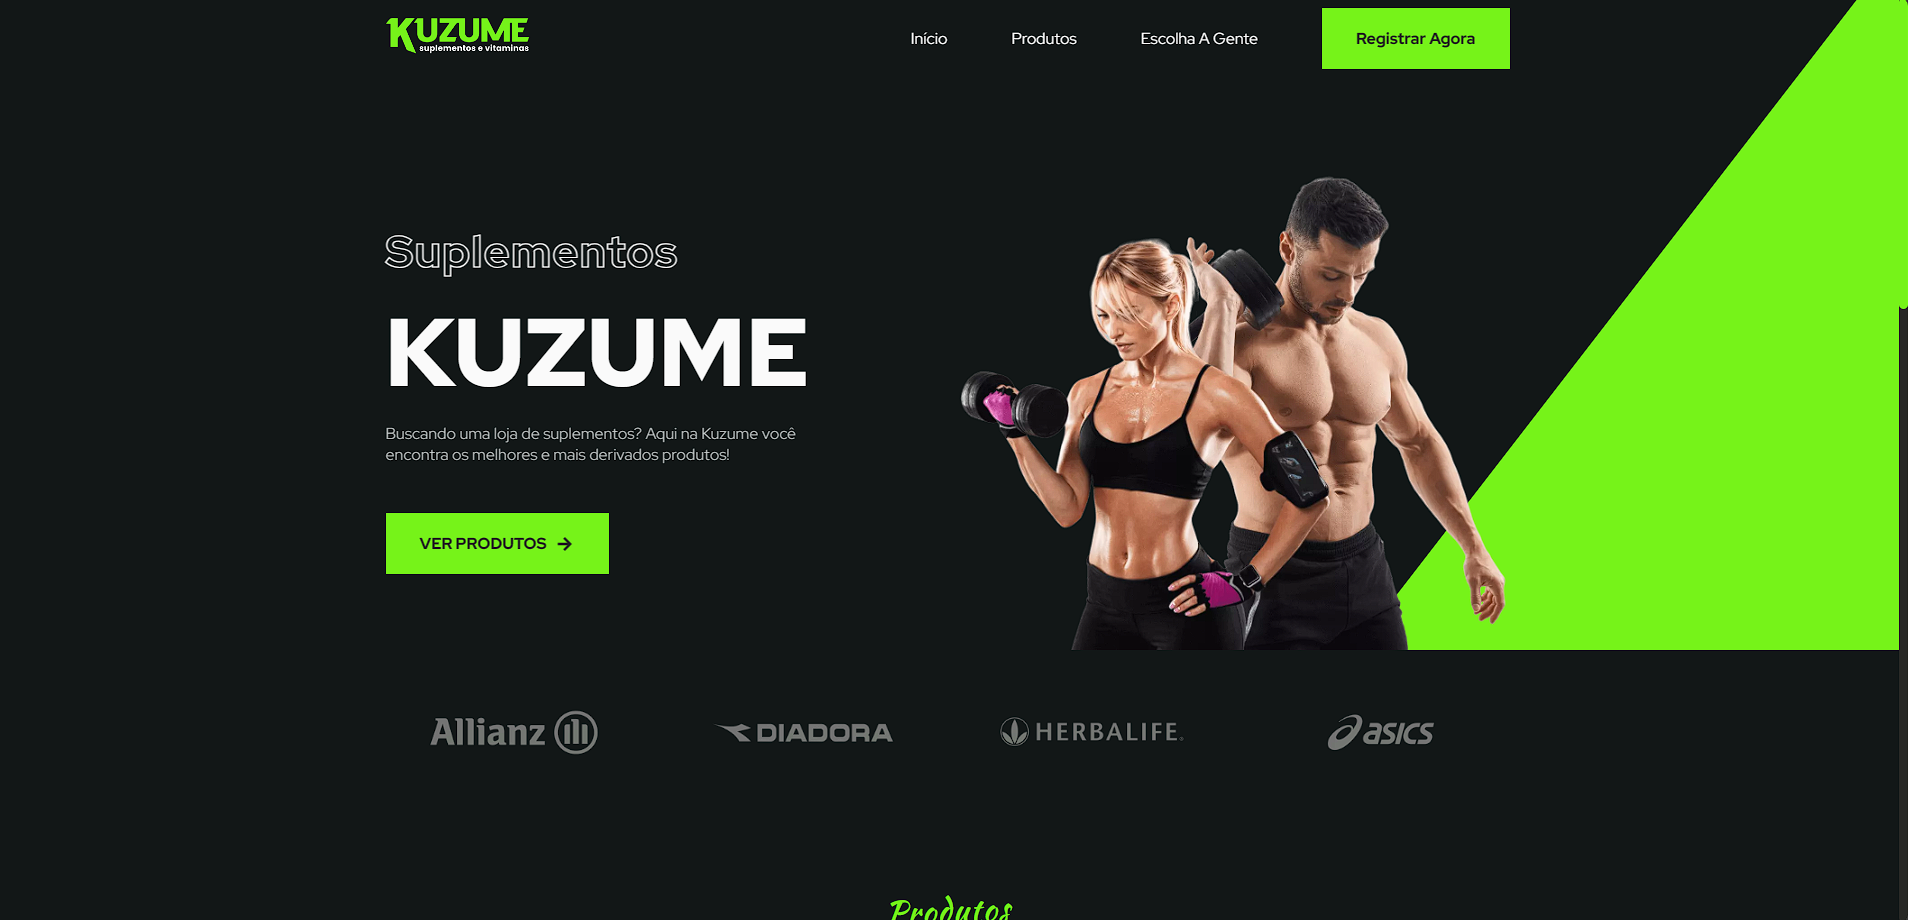 KUZUME
suplementos e vitaminas
Início
Produtos
Escolha A Gente
Registrar Agora
Suplementos
KUZUME
Buscando uma loja de suplementos? Aqui na Kuzume você
encontra os melhores e mais derivados produtos!
VER PRODUTOS
Allianz
DIADORA
HERBALIFE
asics
Produtos